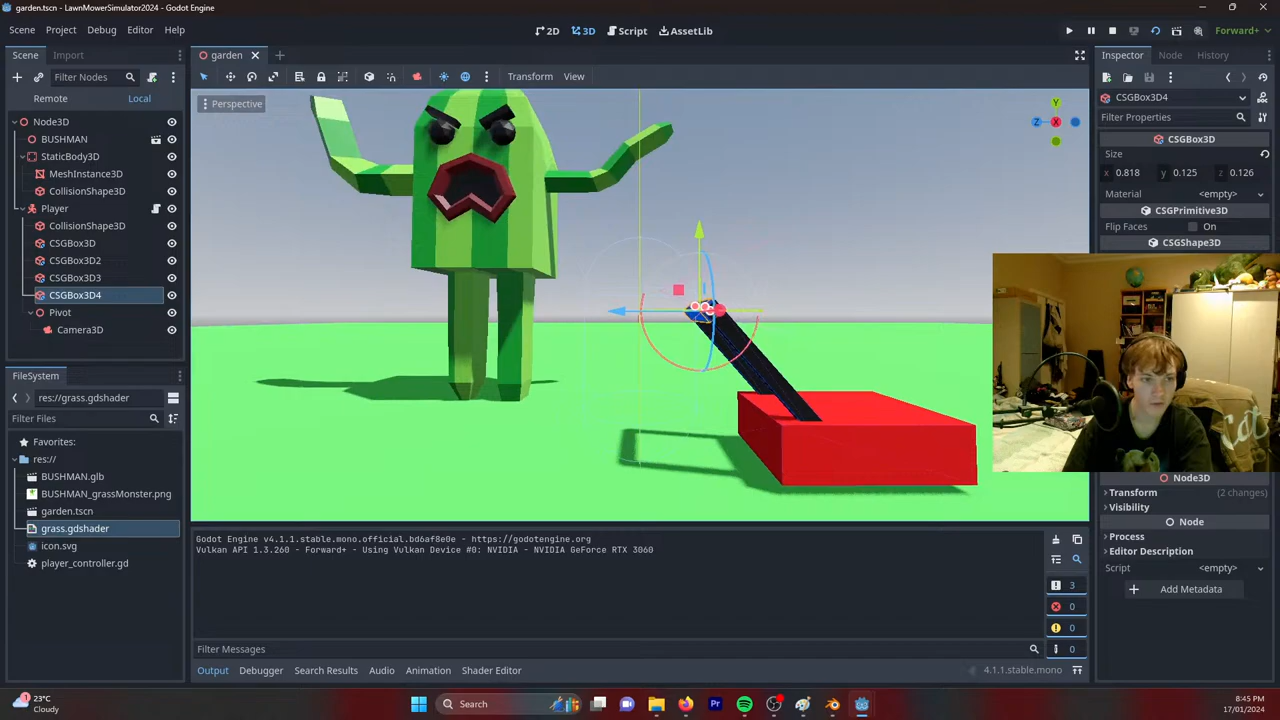 garden.tscn - LawnMowerSimulator2024 - Godot Engine
Scene Project Debug Editor Help
2D 3D Script AssetLib
Forward+
Scene Import
garden
Inspector Node History
Filter Nodes
Transform View
Remote Local
Perspective
Y
Z X
CSGBox3D4
Filter Properties
Node3D
BUSHMAN
StaticBody3D
MeshInstance3D
CollisionShape3D
Player
CollisionShape3D
CSGBox3D
CSGBox3D2
CSGBox3D3
CSGBox3D4
Pivot
Camera3D
CSGBox3D
Size
x 0.818 y 0.125 z 0.126
Material <empty>
CSGPrimitive3D
Flip Faces On
CSGShape3D
Cat
FileSystem
res://grass.gdshader
Filter Files
Favorites:
res://
BUSHMAN.glb
BUSHMAN_grassMonster.png
garden.tscn
grass.gdshader
icon.svg
player_controller.gd
Node3D
Transform (2 changes)
Visibility
Node
Process
Editor Description
Script <empty>
Add Metadata
Godot Engine v4.1.1.stable.mono.official.bd6af8e0e - https://godotengine.org
Vulkan API 1.3.260 - Forward+ - Using Vulkan Device #0: NVIDIA - NVIDIA GeForce RTX 3060
3
0
0
0
Filter Messages
Output Debugger Search Results Audio Animation Shader Editor
4.1.1.stable.mono
1
23°C
Cloudy
Search
Pr
8:45 PM
17/01/2024